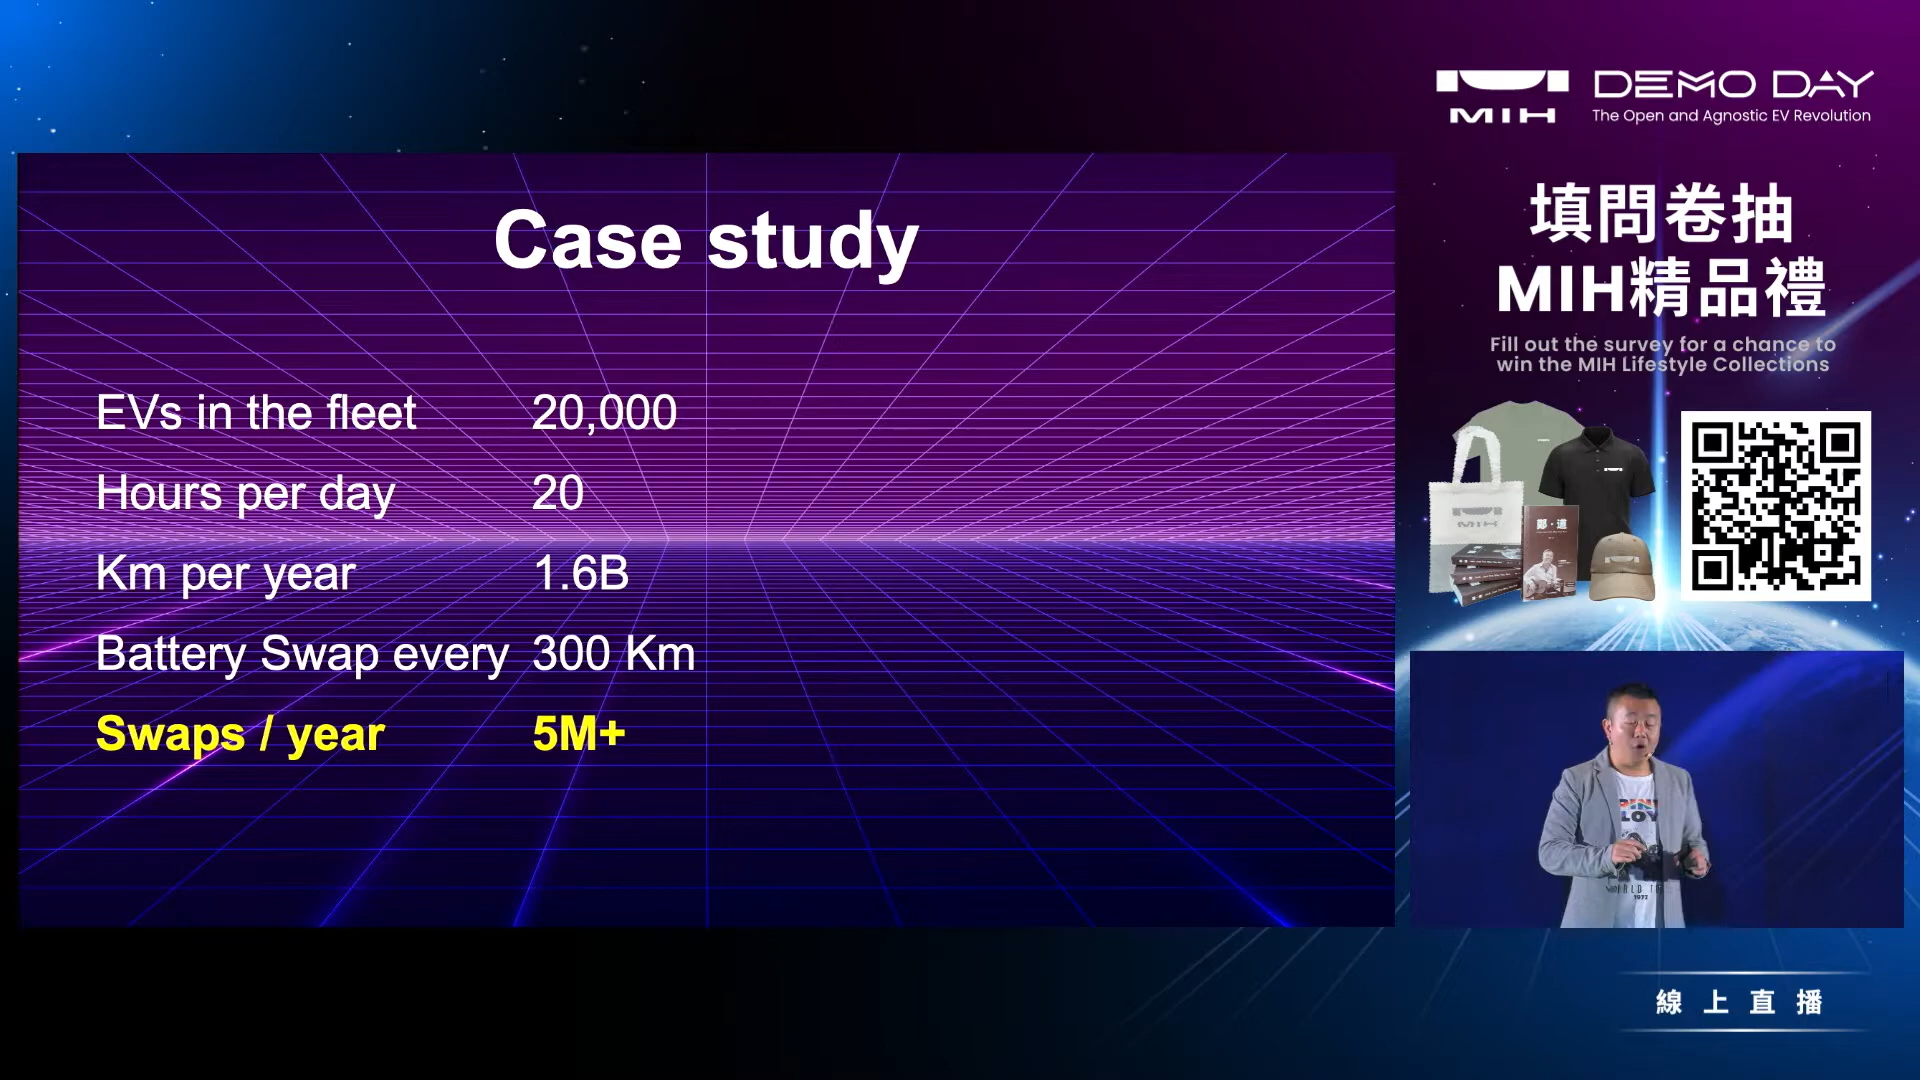 MIH
DEMO DAY
The Open and Agnostic EV Revolution
填問卷抽
MIH精品禮
Fill out the survey for a chance to
win the MIH Lifestyle Collections
Case study
EVs in the fleet 20,000
Hours per day 20
Km per year 1.6B
Battery Swap every 300 Km
Swaps / year 5M+
MIH
1972
線上直播